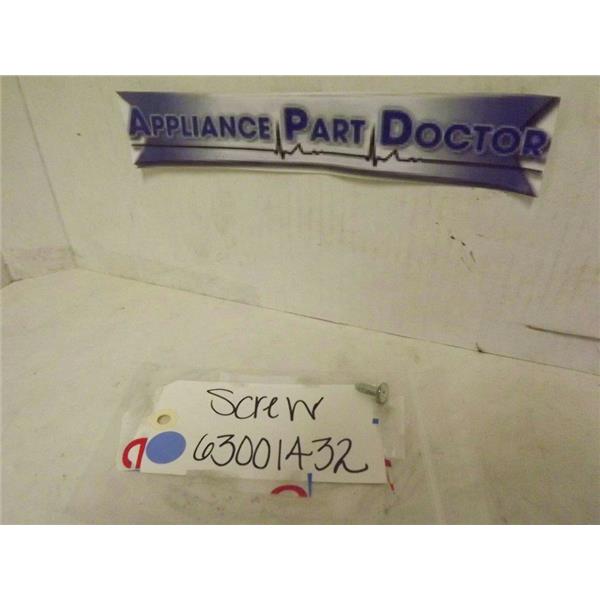 APPLIANCE PART DOCTOR
Screw
63001432